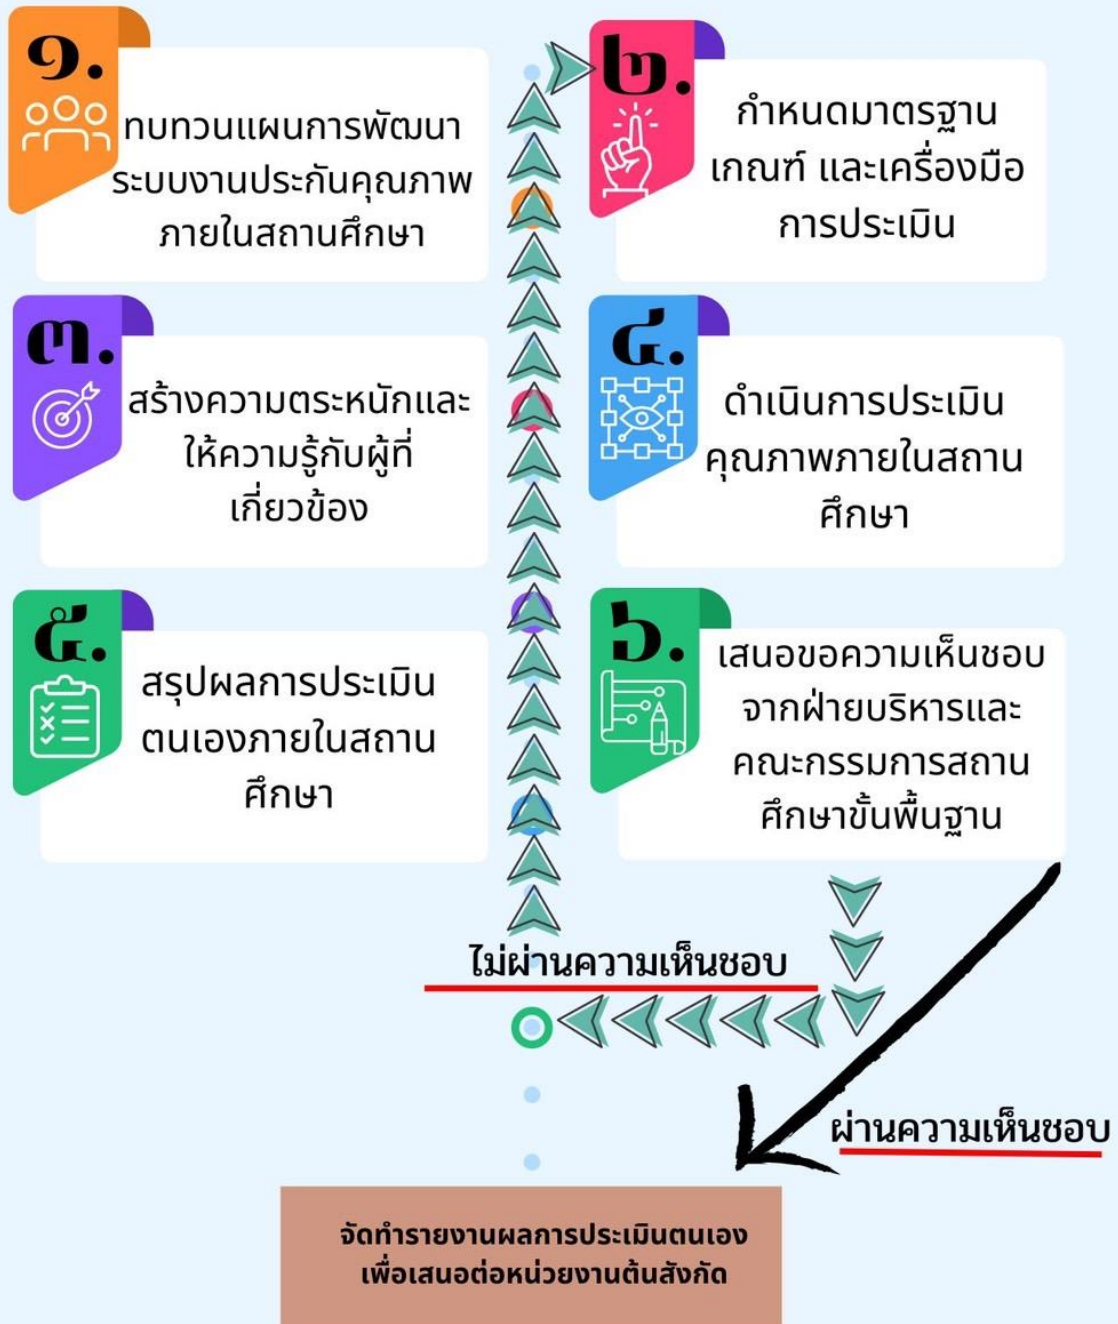 ๑.
ทบทวนแผนการพัฒนา
ระบบงานประกันคุณภาพ
ภายในสถานศึกษา
๒.
กำหนดมาตรฐาน
เกณฑ์ และเครื่องมือ
การประเมิน
๓.
สร้างความตระหนักและ
ให้ความรู้กับผู้ที่
เกี่ยวข้อง
๔.
ดำเนินการประเมิน
คุณภาพภายในสถาน
ศึกษา
๕.
สรุปผลการประเมิน
ตนเองภายในสถาน
ศึกษา
๖.
เสนอขอความเห็นชอบ
จากฝ่ายบริหารและ
คณะกรรมการสถาน
ศึกษาขั้นพื้นฐาน
ไม่ผ่านความเห็นชอบ
ผ่านความเห็นชอบ
จัดทำรายงานผลการประเมินตนเอง
เพื่อเสนอต่อหน่วยงานต้นสังกัด